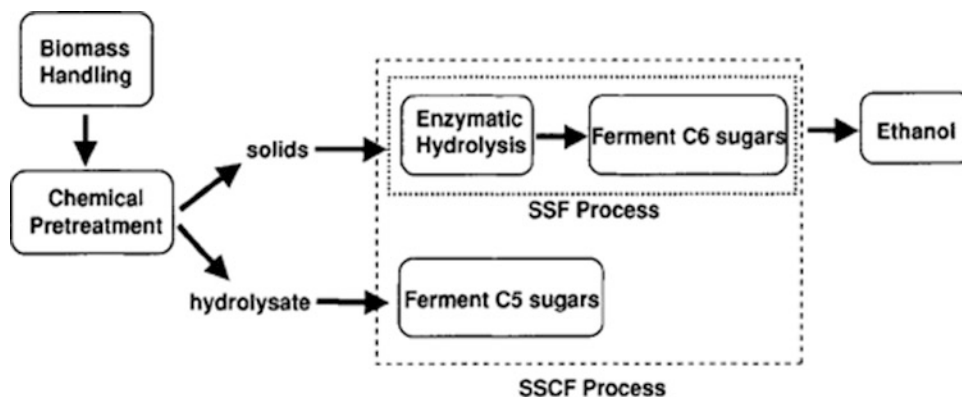 Biomass
Handling
Chemical
Pretreatment
solids
hydrolysate
Enzymatic
Hydrolysis
Ferment C6 sugars
SSF Process
Ferment C5 sugars
SSCF Process
Ethanol